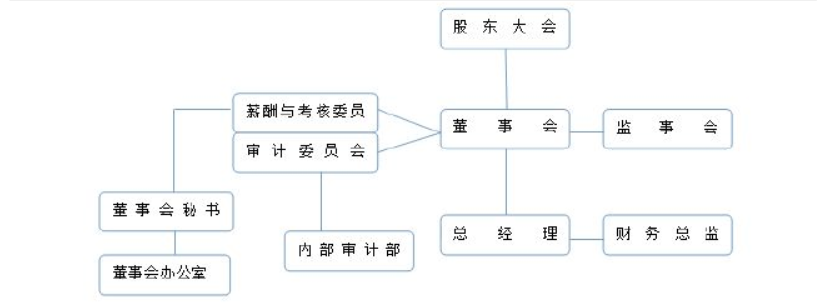 股东大会
薪酬与考核委员
董事会
监事会
审计委员会
董事会秘书
总经理
财务总监
内部审计部
董事会办公室